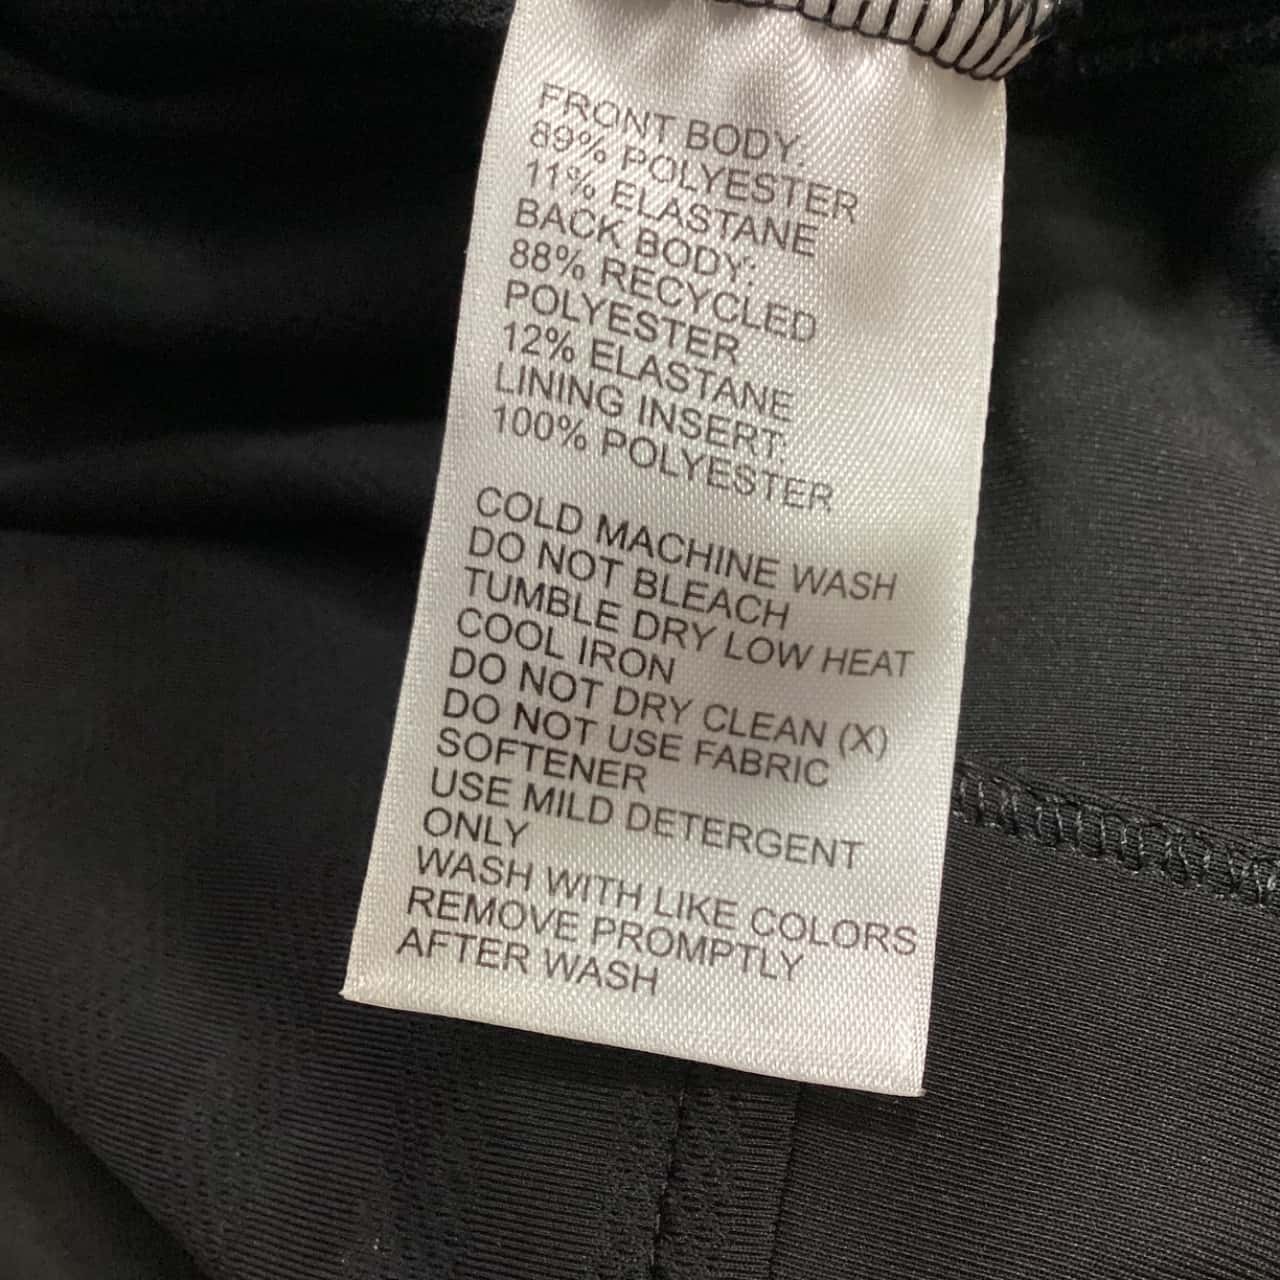 FRONT BODY:
89% POLYESTER
11% ELASTANE
BACK BODY:
88% RECYCLED
POLYESTER
12% ELASTANE
LINING INSERT:
100% POLYESTER
COLD MACHINE WASH
DO NOT BLEACH
TUMBLE DRY LOW HEAT
COOL IRON
DO NOT DRY CLEAN (X)
DO NOT USE FABRIC
SOFTENER
USE MILD DETERGENT
ONLY
WASH WITH LIKE COLORS
REMOVE PROMPTLY
AFTER WASH